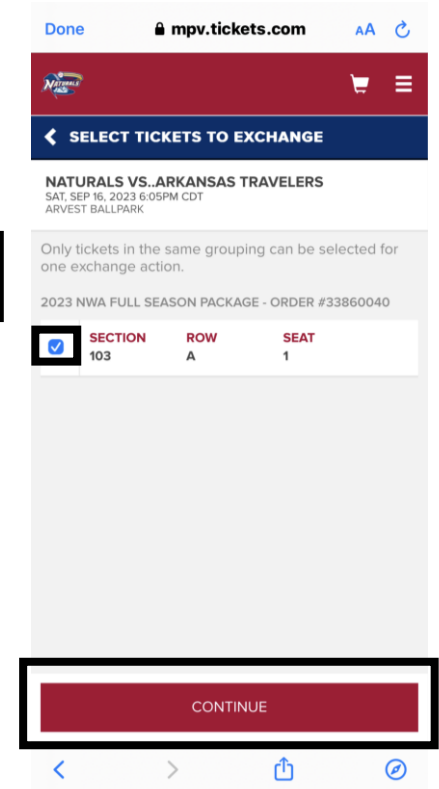 Done mpv.tickets.com AA
NATURALS
SELECT TICKETS TO EXCHANGE
NATURALS VS..ARKANSAS TRAVELERS
SAT, SEP 16, 2023 6:05PM CDT
ARVEST BALLPARK
Only tickets in the same grouping can be selected for
one exchange action.
2023 NWA FULL SEASON PACKAGE - ORDER #33860040
SECTION ROW SEAT
103 A 1
CONTINUE